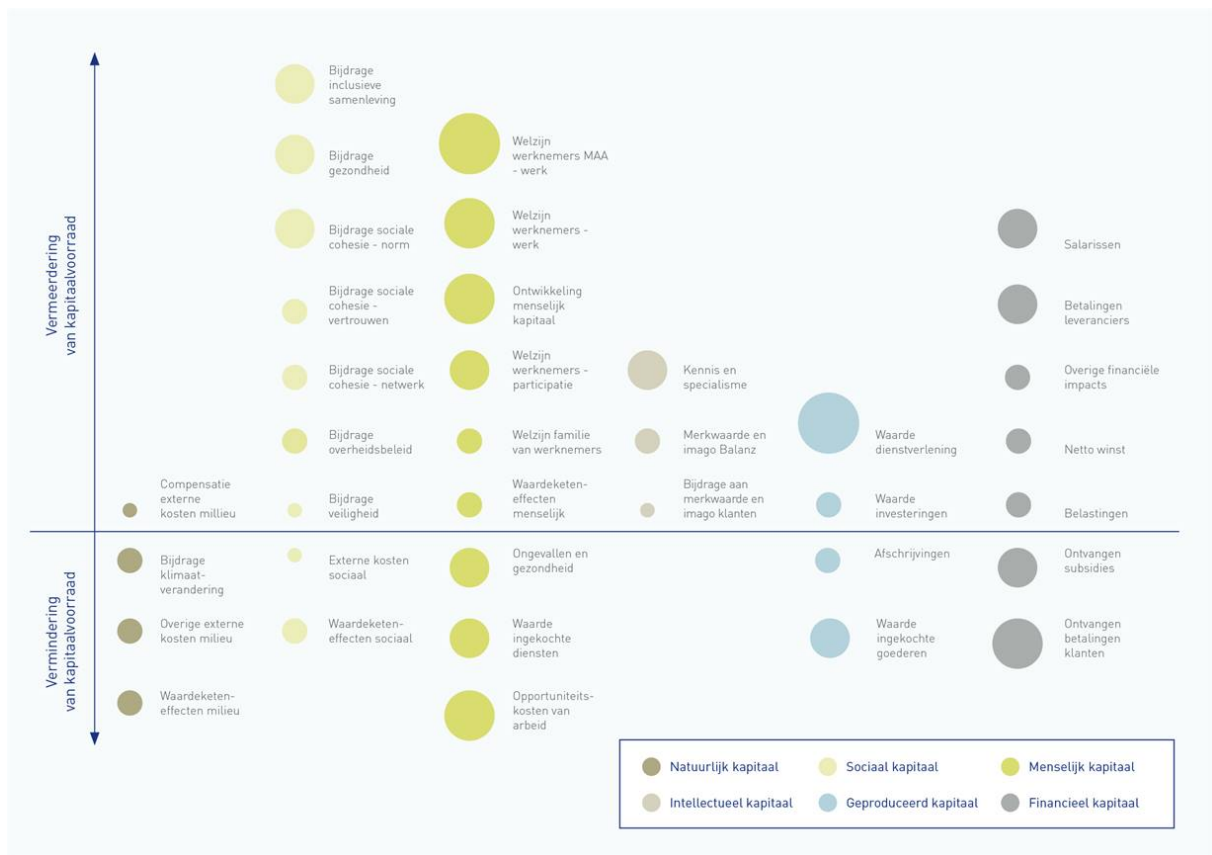 Vermeerdering
van kapitaalvoorraad
Vermindering
van kapitaalvoorraad
Compensatie
externe
kosten millieu
Bijdrage
klimaat-
verandering
Overige externe
kosten milieu
Waardeketen-
effecten milieu
Bijdrage
inclusieve
samenleving
Bijdrage
gezondheid
Bijdrage sociale
cohesie - norm
Bijdrage sociale
cohesie -
vertrouwen
Bijdrage sociale
cohesie - netwerk
Bijdrage
overheidsbeleid
Bijdrage
veiligheid
Externe kosten
sociaal
Waardeketen-
effecten sociaal
Welzijn
werknemers MAA
- werk
Welzijn
werknemers -
werk
Ontwikkeling
menselijk
kapitaal
Welzijn
werknemers -
participatie
Welzijn familie
van werknemers
Waardeketen-
effecten
menselijk
Ongevallen en
gezondheid
Waarde
ingekochte
diensten
Opportuniteits-
kosten van
arbeid
Kennis en
specialisme
Merkwaarde en
imago Balanz
Bijdrage aan
merkwaarde en
imago klanten
Waarde
dienstverlening
Waarde
investeringen
Afschrijvingen
Waarde
ingekochte
goederen
Salarissen
Betalingen
leveranciers
Overige financiële
impacts
Netto winst
Belastingen
Ontvangen
subsidies
Ontvangen
betalingen
klanten
Natuurlijk kapitaal
Sociaal kapitaal
Menselijk kapitaal
Intellectueel kapitaal
Geproduceerd kapitaal
Financieel kapitaal